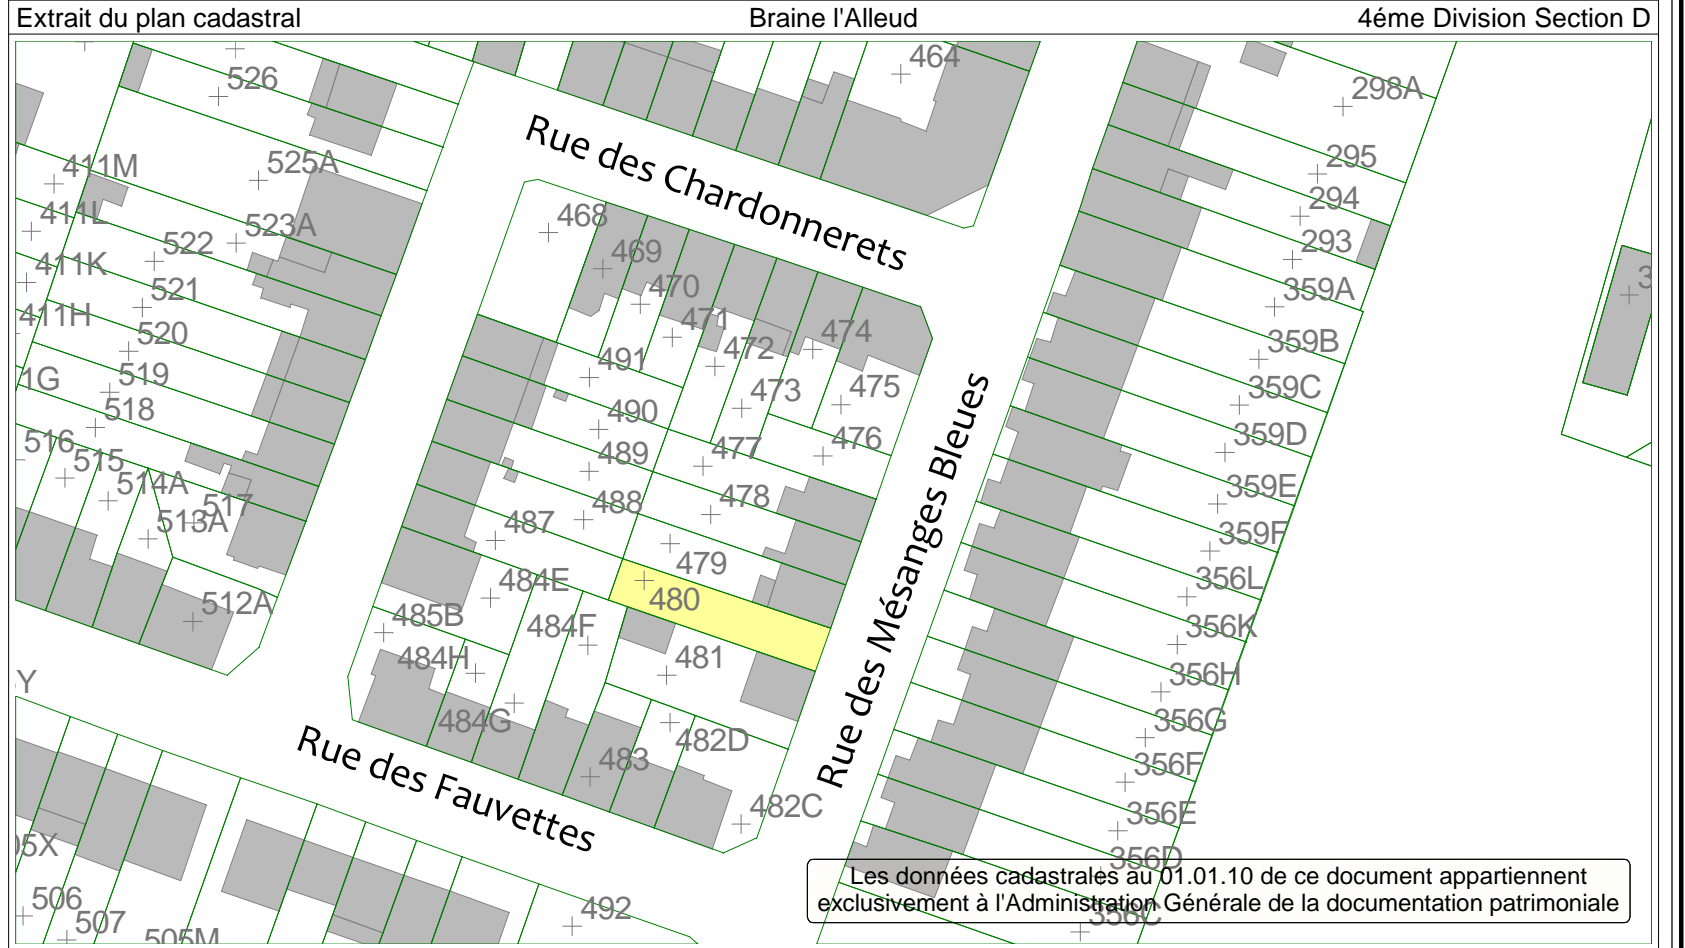 Extrait du plan cadastral
Braine l'Alleud
4éme Division Section D
464
526
298A
411M
525A
295
294
411L
468
523A
522
293
469
411K
3
470
521
359A
411H
471
474
520
472
359B
491
1G
519
473
475
359C
518
490
476
359D
516
515
489
477
514A
478
359E
517
488
513A
487
359F
479
484E
356L
480
512A
485B
484F
356K
481
484H
356H
Y
484G
356G
482D
483
356F
482C
356E
5X
356D
506
492
507
505M
356C
Rue des Chardonnerets
Rue des Mésanges Bleues
Rue des Fauvettes
Les données cadastrales au 01.01.10 de ce document appartiennent
exclusivement à l'Administration Générale de la documentation patrimoniale